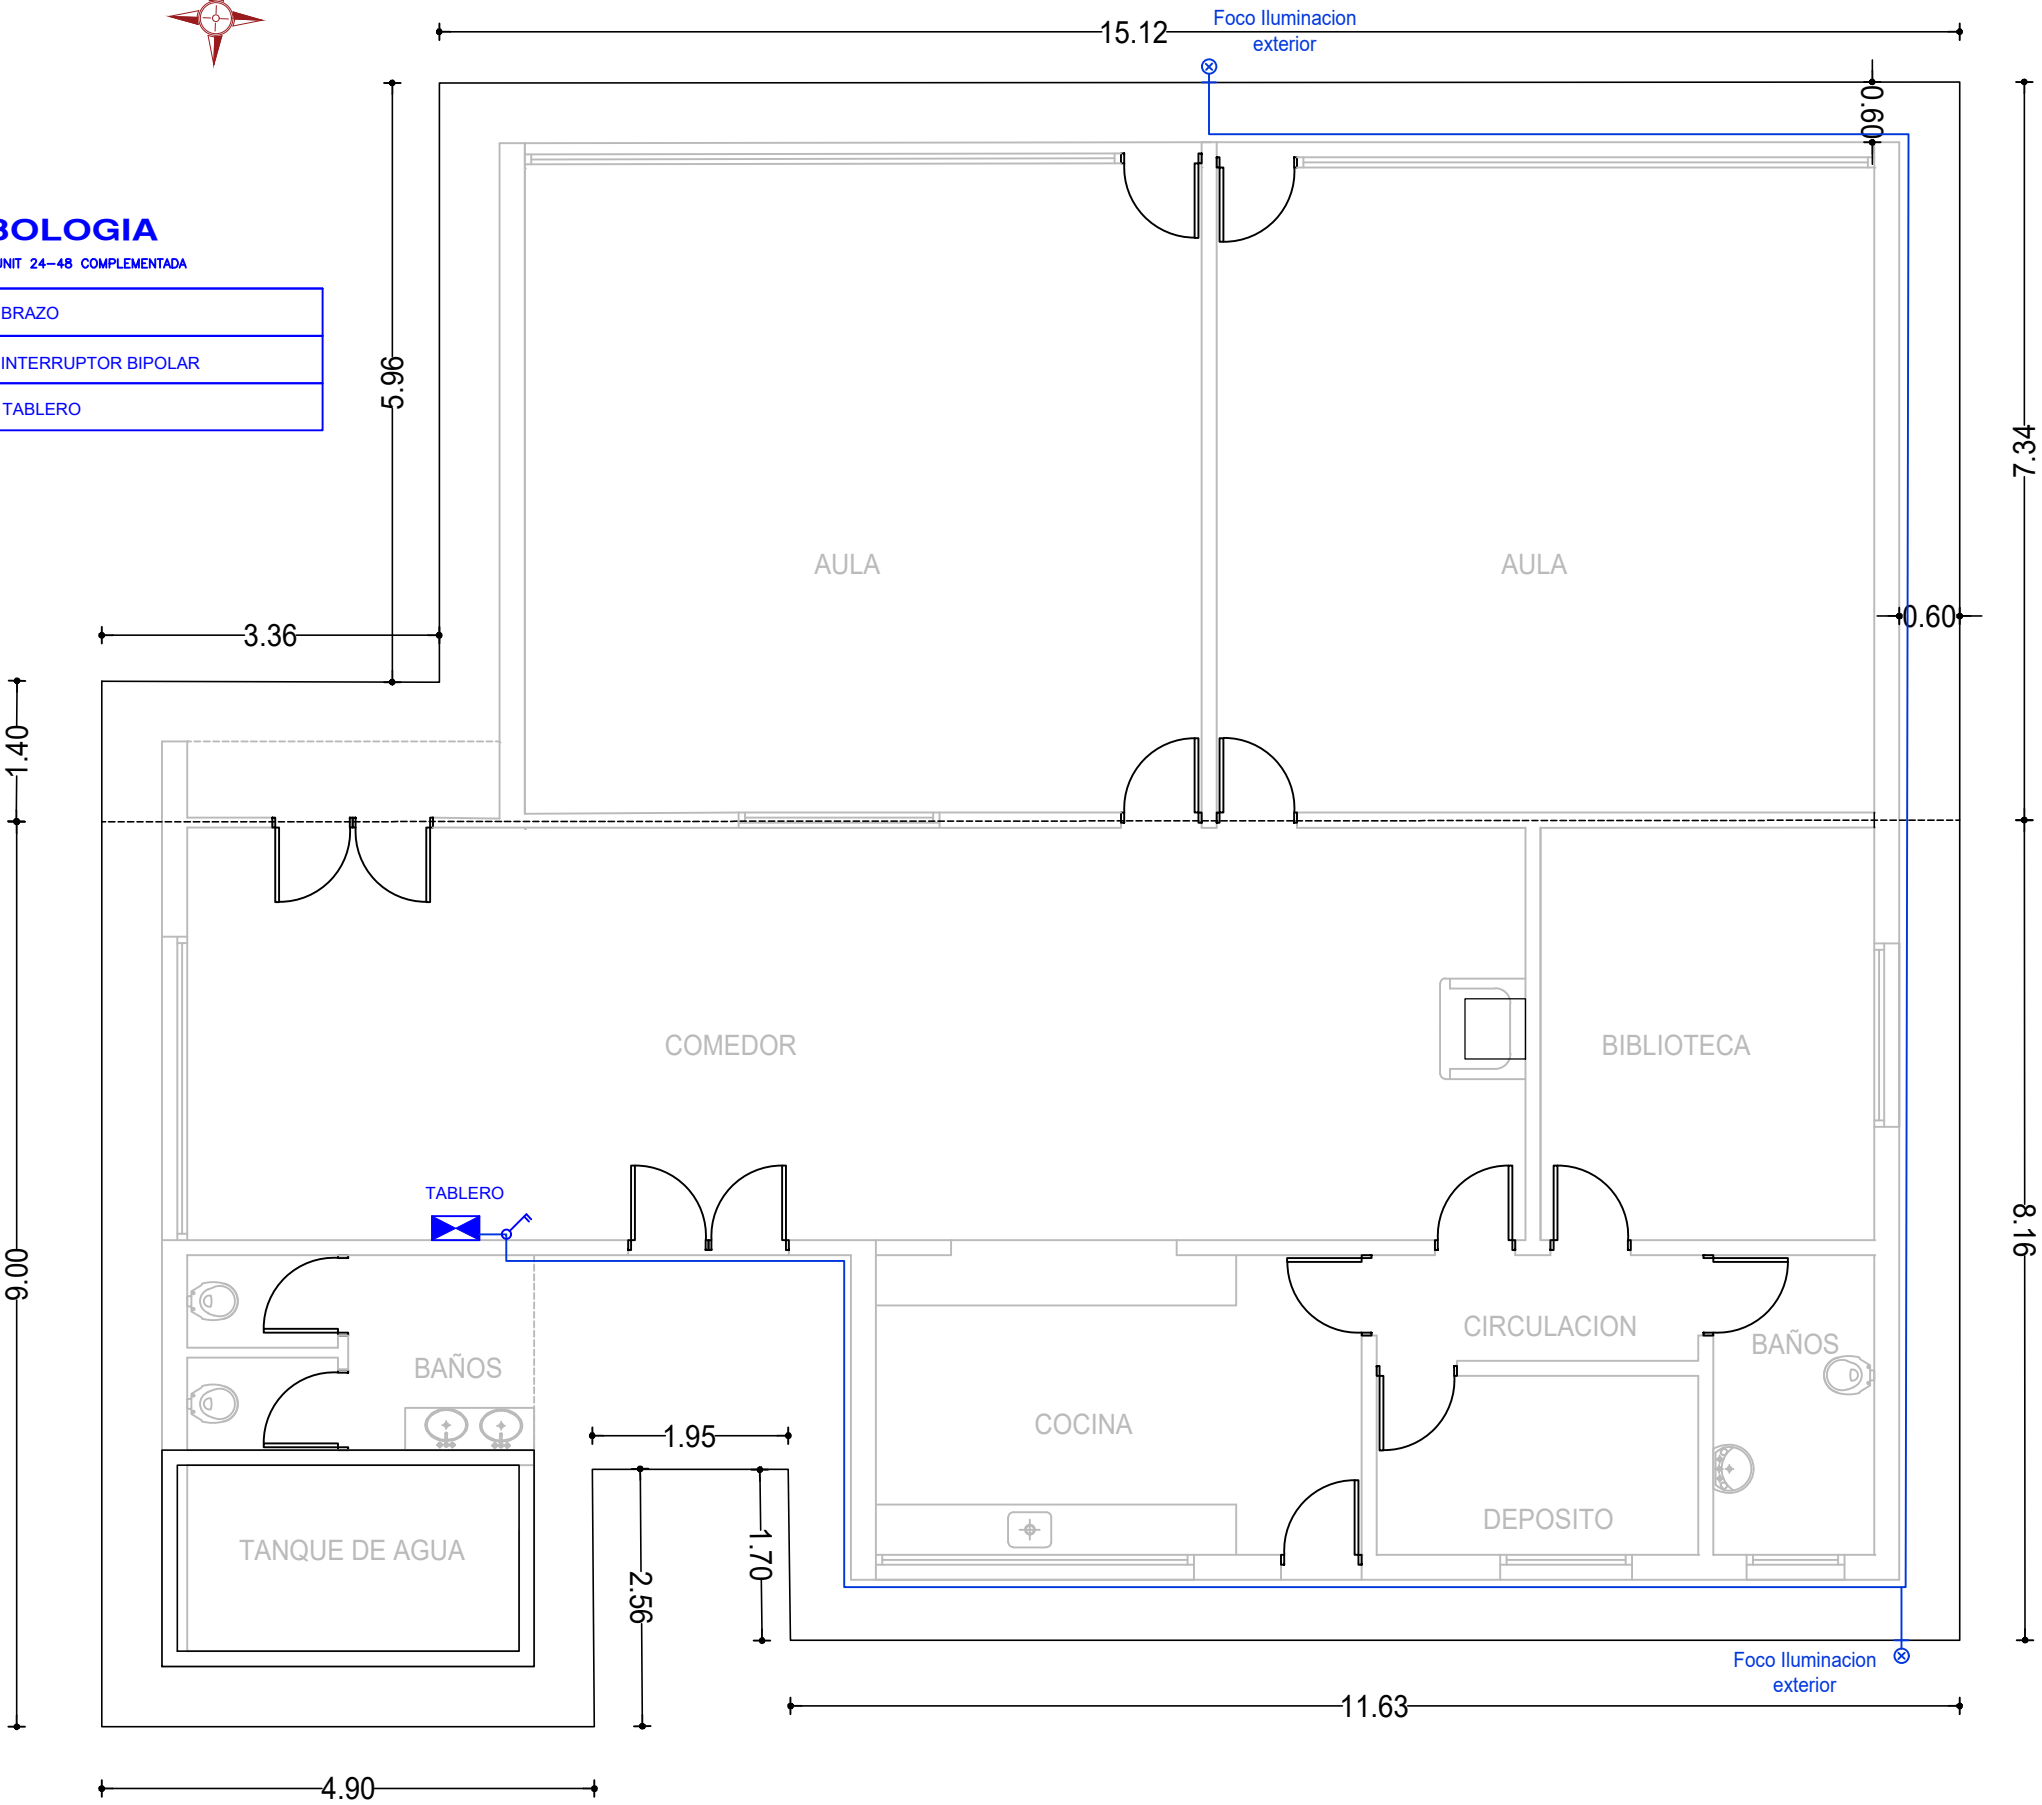 Foco Iluminacion
exterior
15.12
0.60
BOLOGIA
UNIT 24-48 COMPLEMENTADA
BRAZO
INTERRUPTOR BIPOLAR
TABLERO
5.96
7.34
AULA
AULA
3.36
0.60
1.40
COMEDOR
BIBLIOTECA
TABLERO
9.00
8.16
BAÑOS
CIRCULACION
BAÑOS
COCINA
1.95
DEPOSITO
TANQUE DE AGUA
1.70
2.56
Foco Iluminacion
exterior
11.63
4.90